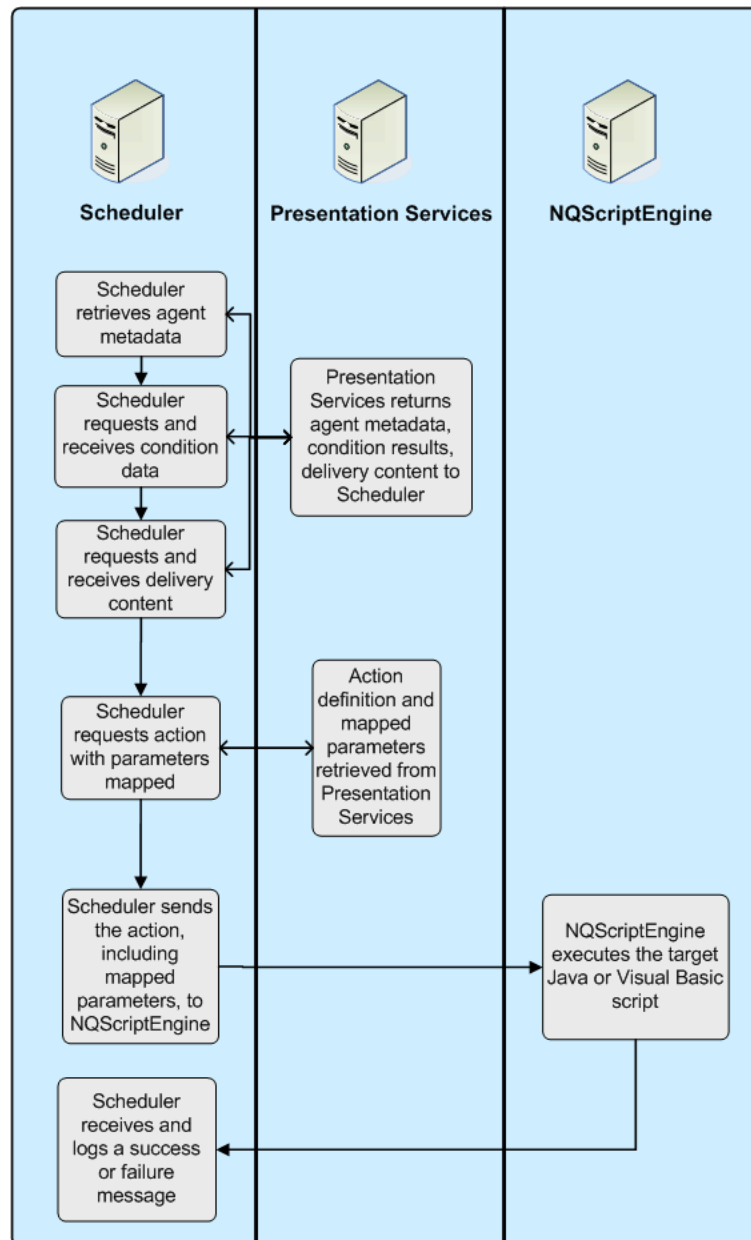 Scheduler
Presentation Services
NQScriptEngine
Scheduler
retrieves agent
metadata
Scheduler
requests and
receives condition
data
Presentation
Services returns
agent metadata,
condition results,
delivery content to
Scheduler
Scheduler
requests and
receives delivery
content
Scheduler
requests action
with parameters
mapped
Action
definition and
mapped
parameters
retrieved from
Presentation
Services
Scheduler sends
the action,
including
mapped
parameters, to
NQScriptEngine
NQScriptEngine
executes the target
Java or Visual Basic
script
Scheduler
receives and
logs a success
or failure
message